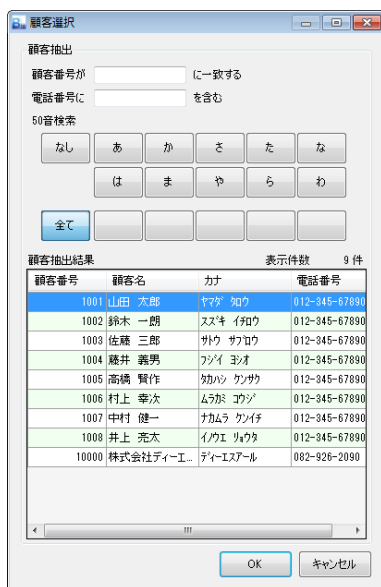 顧客選択
顧客抽出
顧客番号が に一致する
電話番号に を含む
50音検索
なし あ か さ た な
は ま や ら わ
全て
顧客抽出結果 表示件数 9 件
顧客番号 顧客名 カナ 電話番号
1001 山田 太郎 ﾔﾏﾀﾞ ﾀﾛｳ 012-345-67890
1002 鈴木 一朗 ｽｽﾞｷ ｲﾁﾛｳ 012-345-67890
1003 佐藤 三郎 ｻﾄｳ ｻﾌﾞﾛｳ 012-345-67890
1004 藤井 義男 ﾌｼﾞｲ ﾖｼｵ 012-345-67890
1005 高橋 賢作 ﾀｶﾊｼ ｹﾝｻｸ 012-345-67890
1006 村上 幸次 ﾑﾗｶﾐ ｺｳｼﾞ 012-345-67890
1007 中村 健一 ﾅｶﾑﾗ ｹﾝｲﾁ 012-345-67890
1008 井上 亮太 ｲﾉｳｴ ﾘｮｳﾀ 012-345-67890
10000 株式会社ディーエ... ﾃﾞｨｰｴｽｱｰﾙ 082-926-2090
OK キャンセル